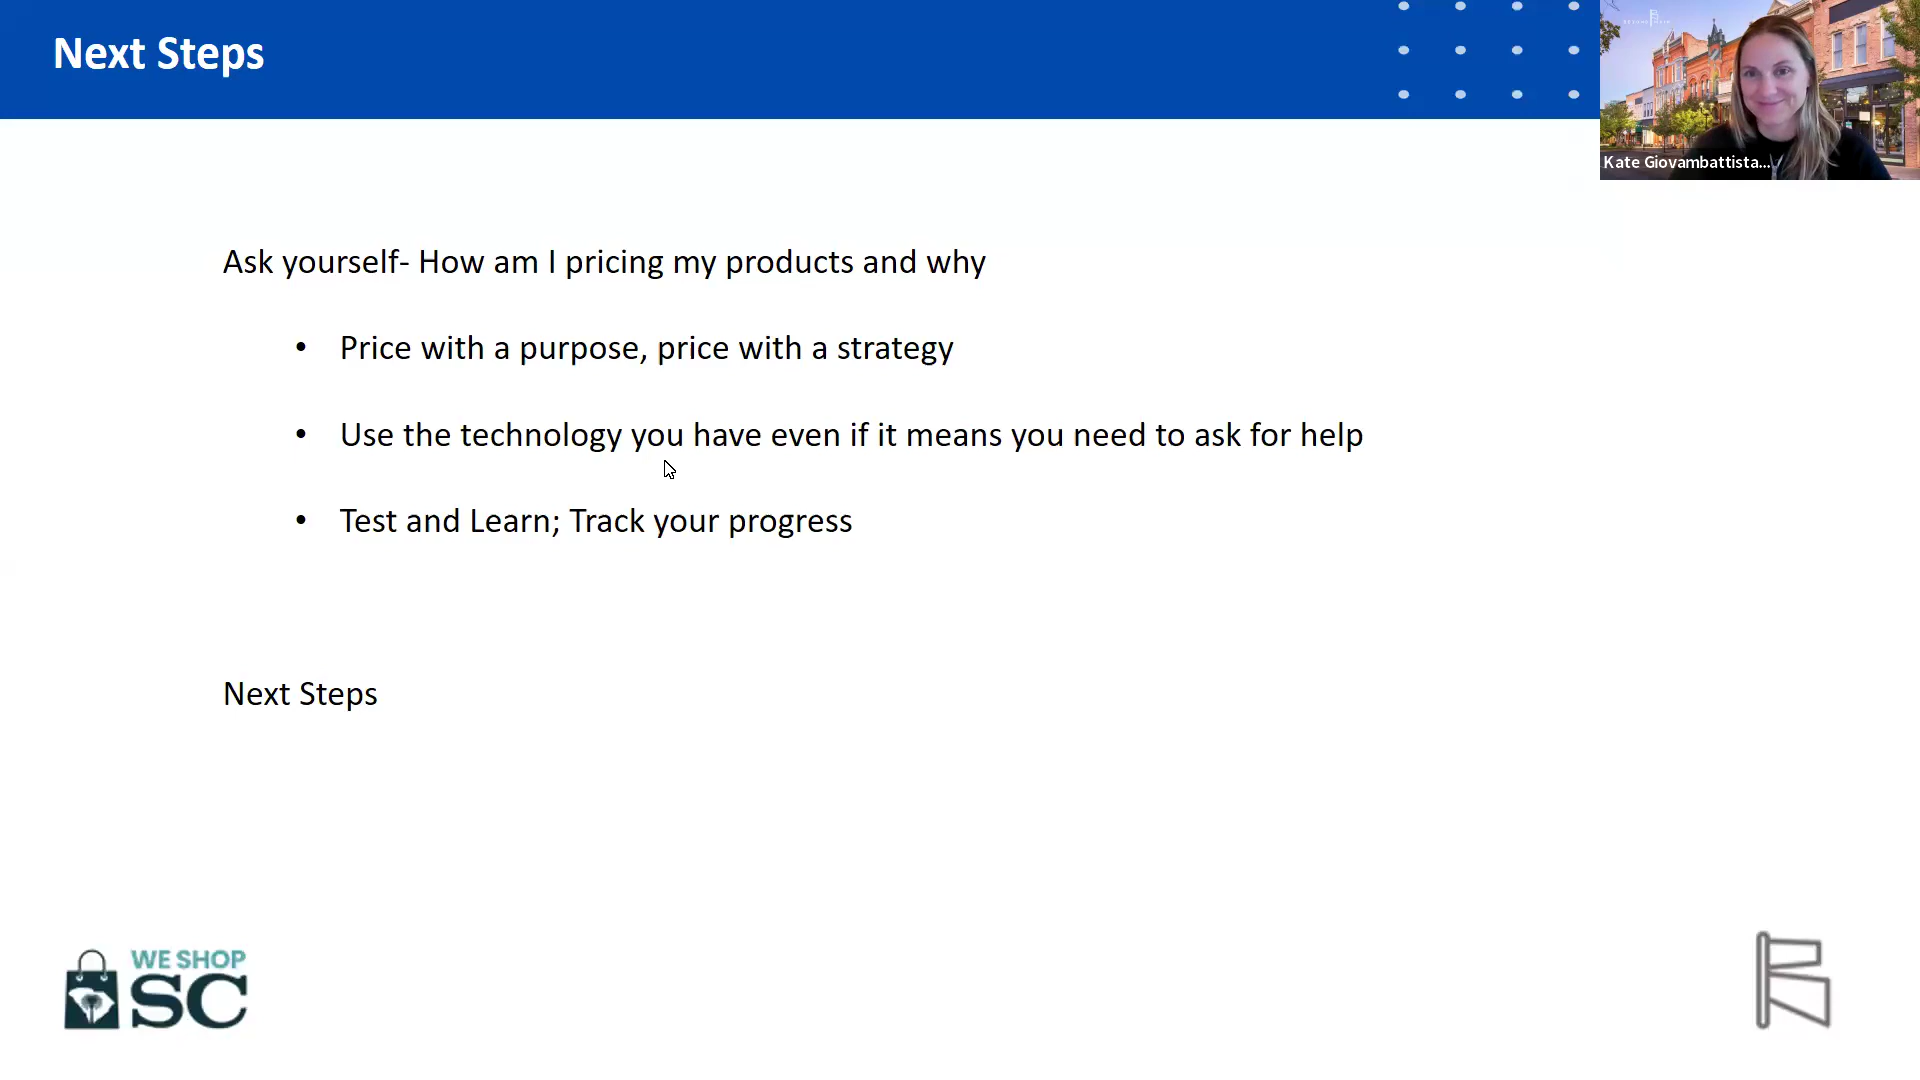 Next Steps
Kate Giovambattista...
Ask yourself- How am I pricing my products and why
• Price with a purpose, price with a strategy
• Use the technology you have even if it means you need to ask for help
• Test and Learn; Track your progress
Next Steps
WE SHOP
SC